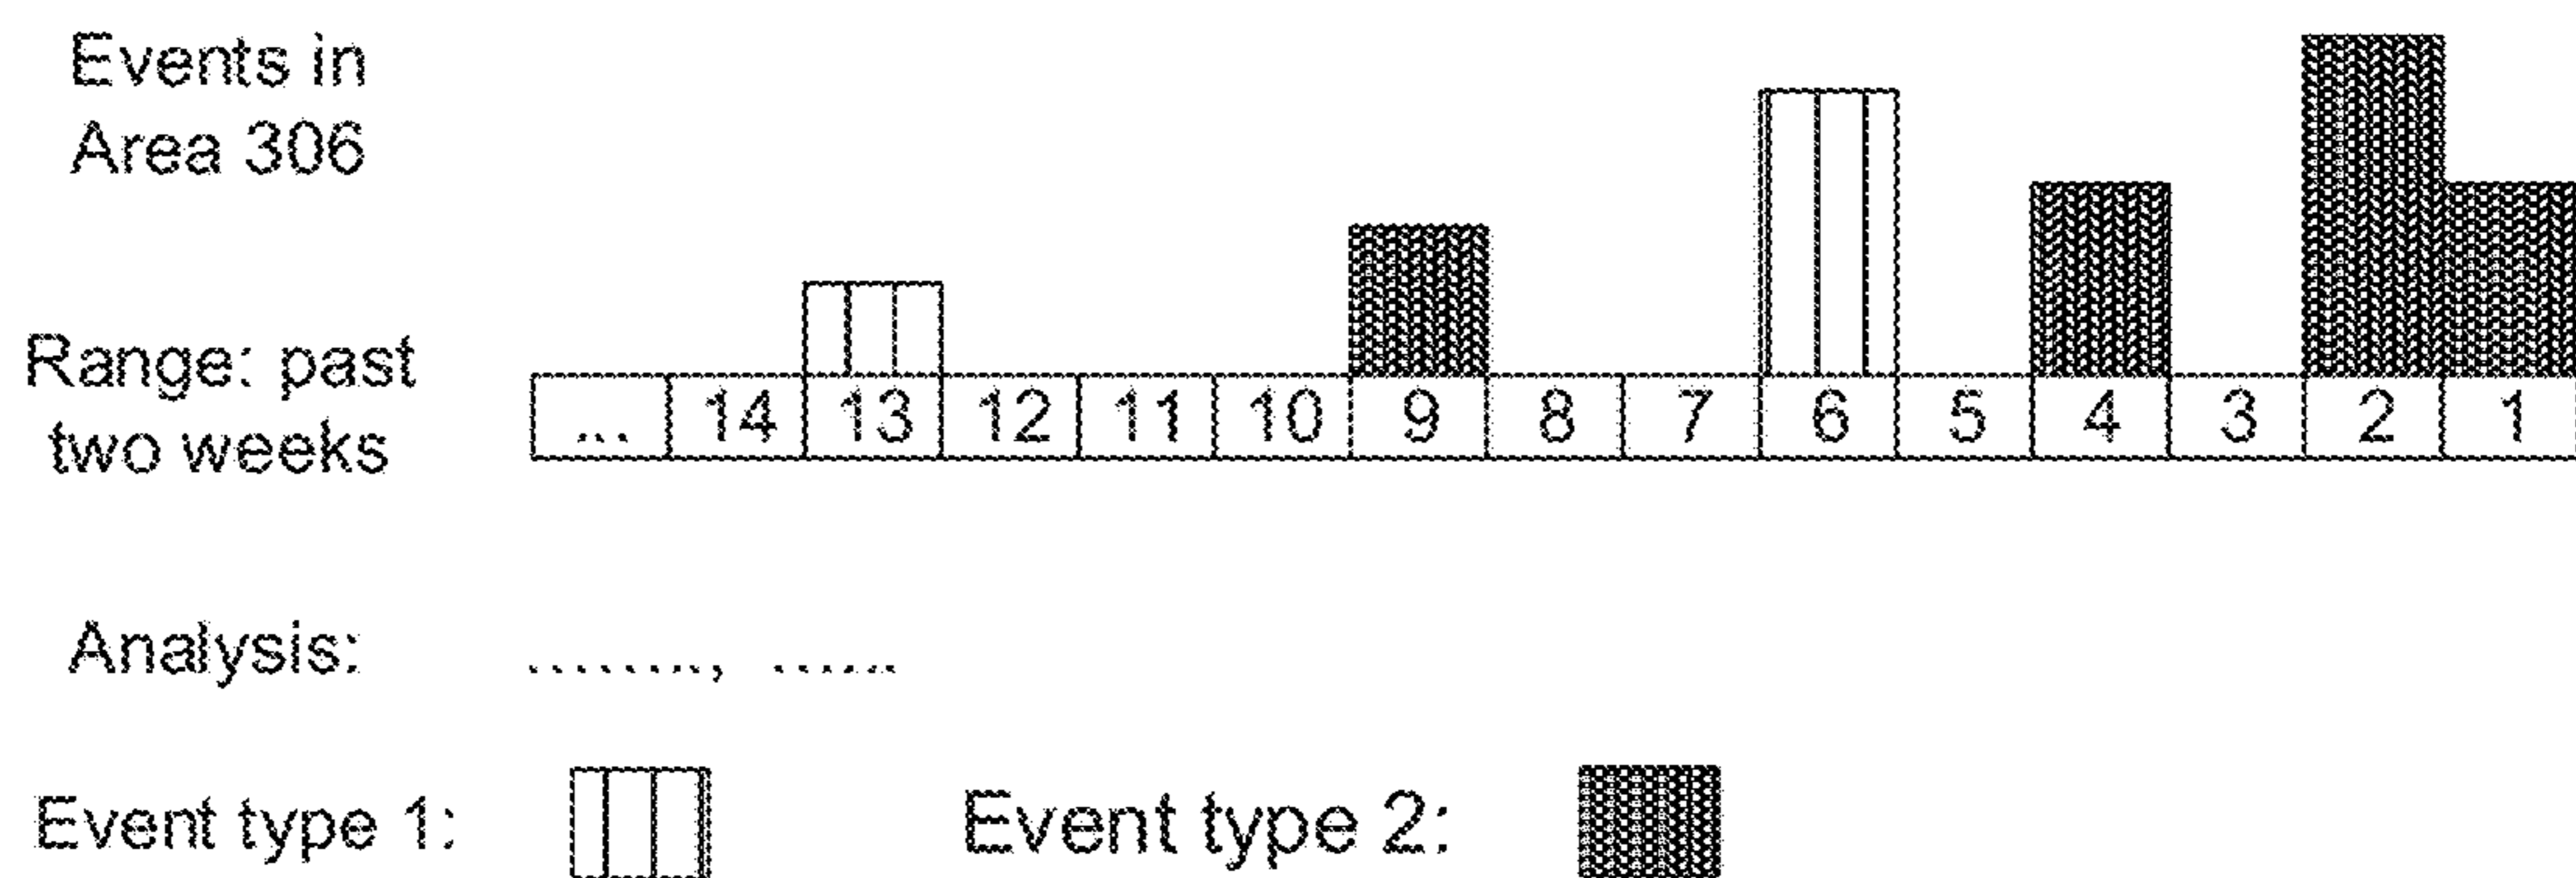 Events in
Area 306
Range: past
two weeks
... 14 13 12 11 10 9 8 7 6 5 4 3 2 1
Analysis: ........, ......
Event type 1: Event type 2: